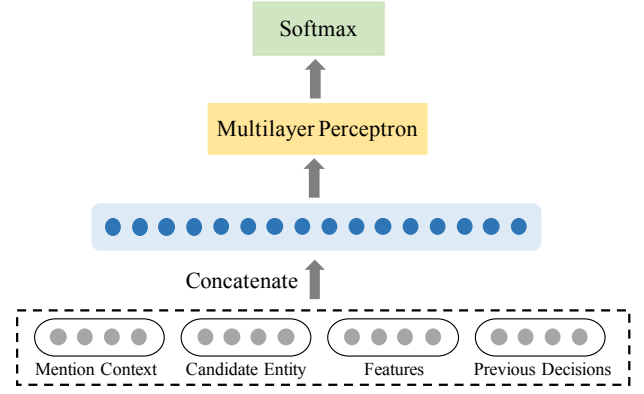 Softmax
Multilayer Perceptron
Concatenate
Mention Context Candidate Entity Features Previous Decisions